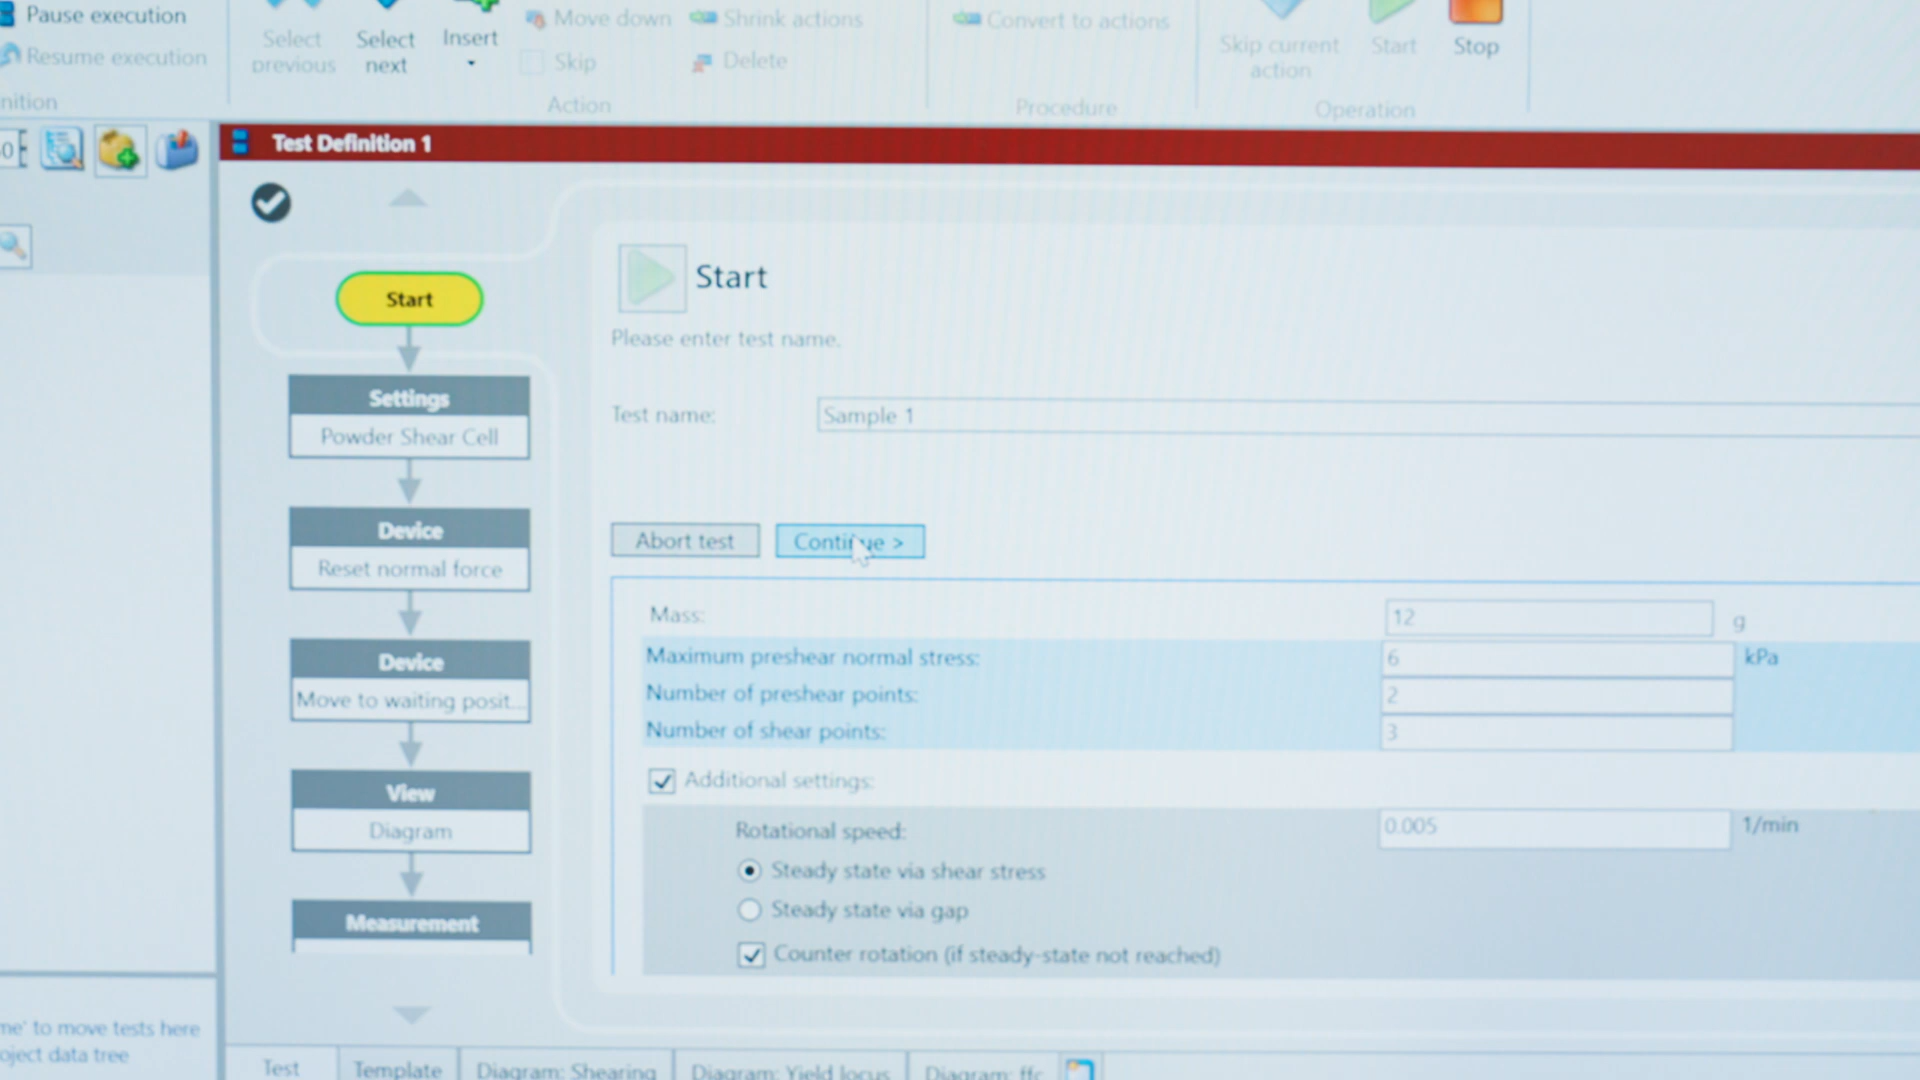 Pause execution
Resume execution
nition
Select
previous
Select
next
Insert
Move down
Skip
Shrink actions
Delete
Action
Convert to actions
Procedure
Skip current
action
Start
Stop
Operation
Test Definition 1
Start
Settings
Powder Shear Cell
Device
Reset normal force
Device
Move to waiting posit...
View
Diagram
Measurement
Start
Please enter test name.
Test name:
Sample 1
Abort test
Continue >
Mass:
12
g
Maximum preshear normal stress:
6
kPa
Number of preshear points:
2
Number of shear points:
3
Additional settings:
Rotational speed:
0.005
1/min
Steady state via shear stress
Steady state via gap
Counter rotation (if steady-state not reached)
me' to move tests here
oject data tree
Test
Template
Diagram: Shearing
Diagram: Yield locus
Diagram: ffc